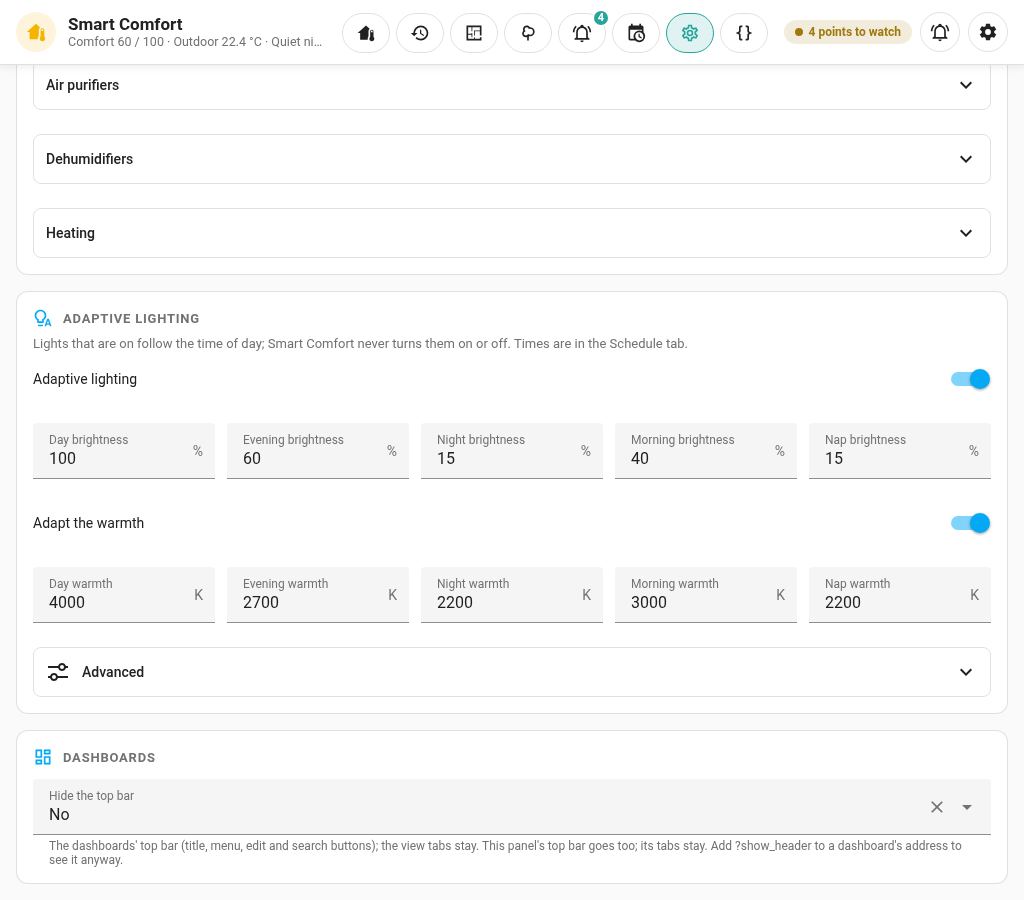 Smart Comfort
Comfort 60 / 100 · Outdoor 22.4 °C · Quiet ni…
4
4 points to watch
Air purifiers
Dehumidifiers
Heating
ADAPTIVE LIGHTING
Lights that are on follow the time of day; Smart Comfort never turns them on or off. Times are in the Schedule tab.
Adaptive lighting
Day brightness
100 %
Evening brightness
60 %
Night brightness
15 %
Morning brightness
40 %
Nap brightness
15 %
Adapt the warmth
Day warmth
4000 K
Evening warmth
2700 K
Night warmth
2200 K
Morning warmth
3000 K
Nap warmth
2200 K
Advanced
DASHBOARDS
Hide the top bar
No
The dashboards' top bar (title, menu, edit and search buttons); the view tabs stay. This panel's top bar goes too; its tabs stay. Add ?show_header to a dashboard's address to
see it anyway.